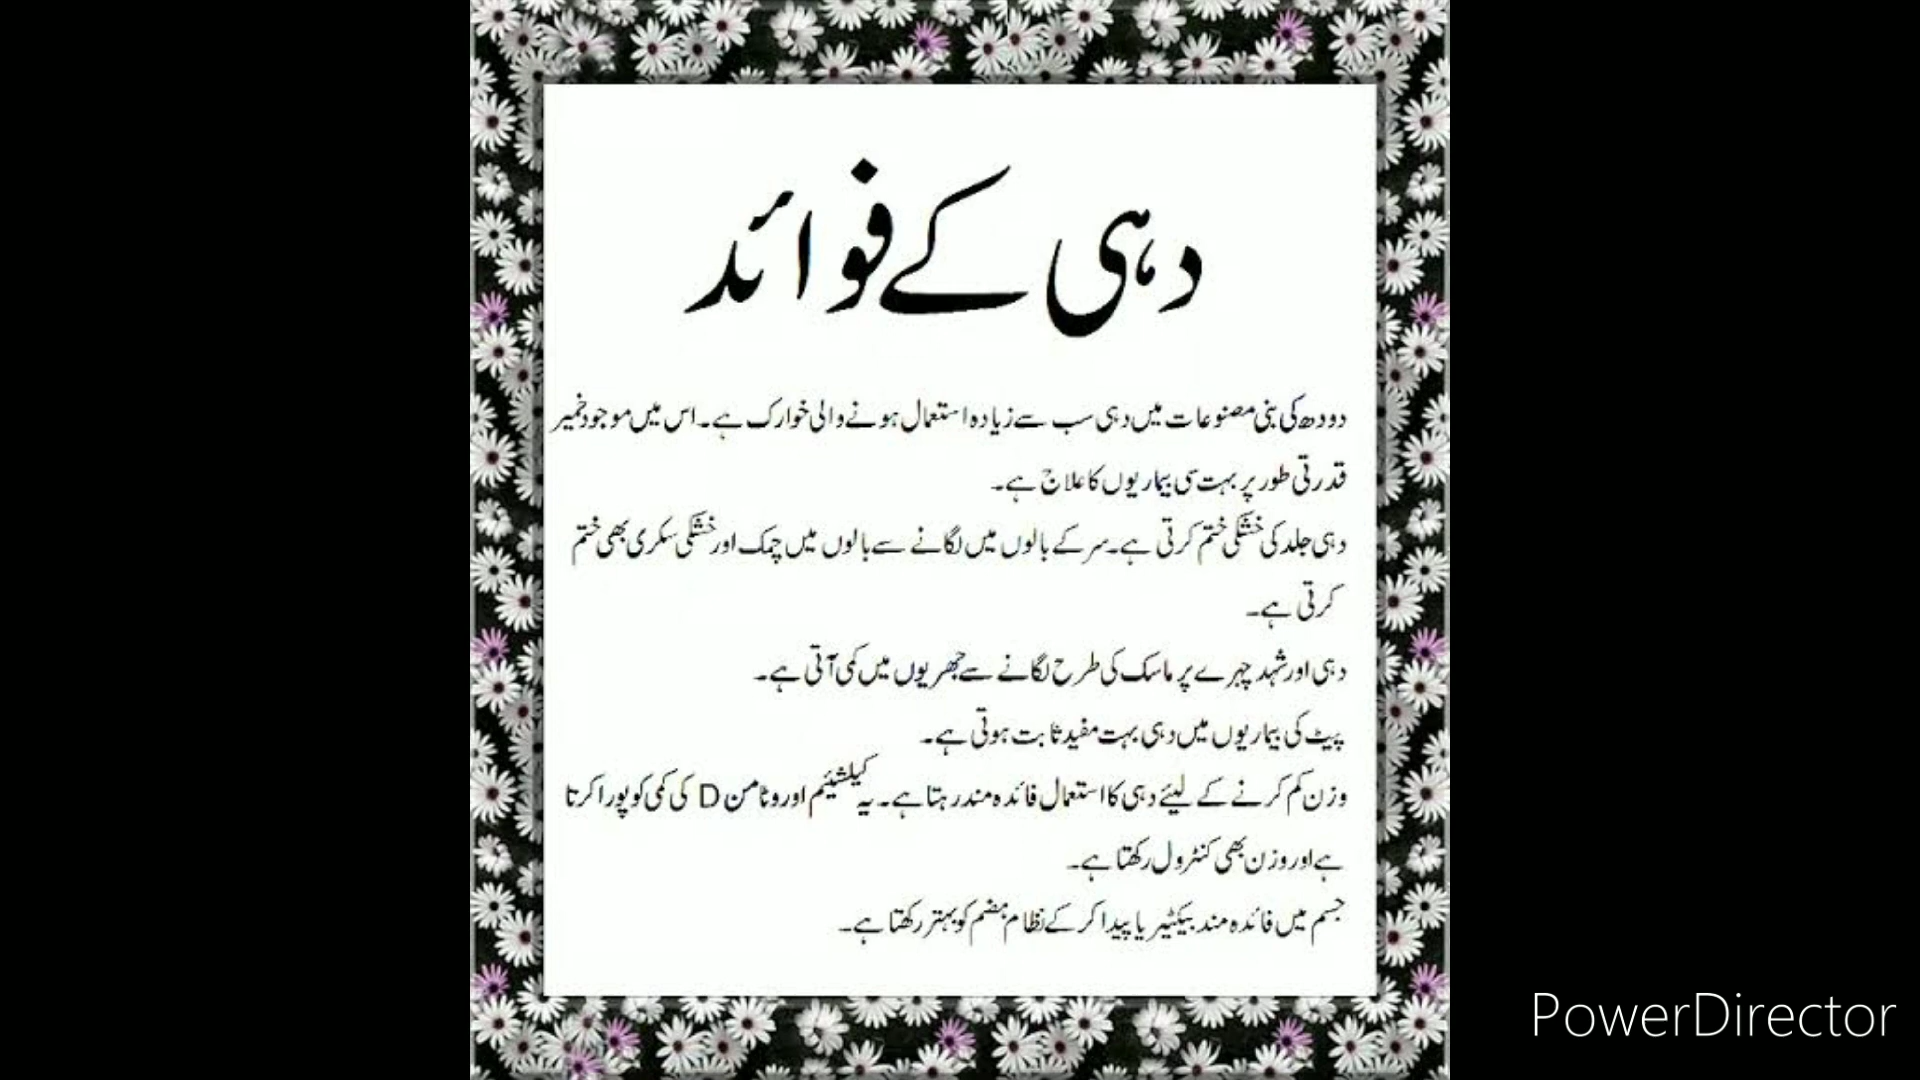 دہی کے فوائد
دودھ کی بنی مصنوعات میں دہی سب سے زیادہ استعمال ہونے والی خوارک ہے۔ اس میں موجود خمیر
قدرتی طور پر بہت سی بیماریوں کا علاج ہے۔
دہی جلد کی خشکی ختم کرتی ہے۔ سر کے بالوں میں لگانے سے بالوں میں چمک اور خشکی سکری بھی ختم
کرتی ہے۔
دہی اور شہد چہرے پر ماسک کی طرح لگانے سے جھریوں میں کمی آتی ہے۔
پیٹ کی بیماریوں میں دہی بہت مفید ثابت ہوتی ہے۔
وزن کم کرنے کے لیئے دہی کا استعمال فائدہ مند رہتا ہے۔ یہ کیلشیئم اور وٹامن D کی کمی کو پورا کرتا
ہے اور وزن بھی کنٹرول رکھتا ہے۔
جسم میں فائدہ مند بیکٹیریا پیدا کر کے نظام ہضم کو بہتر رکھتا ہے۔
PowerDirector